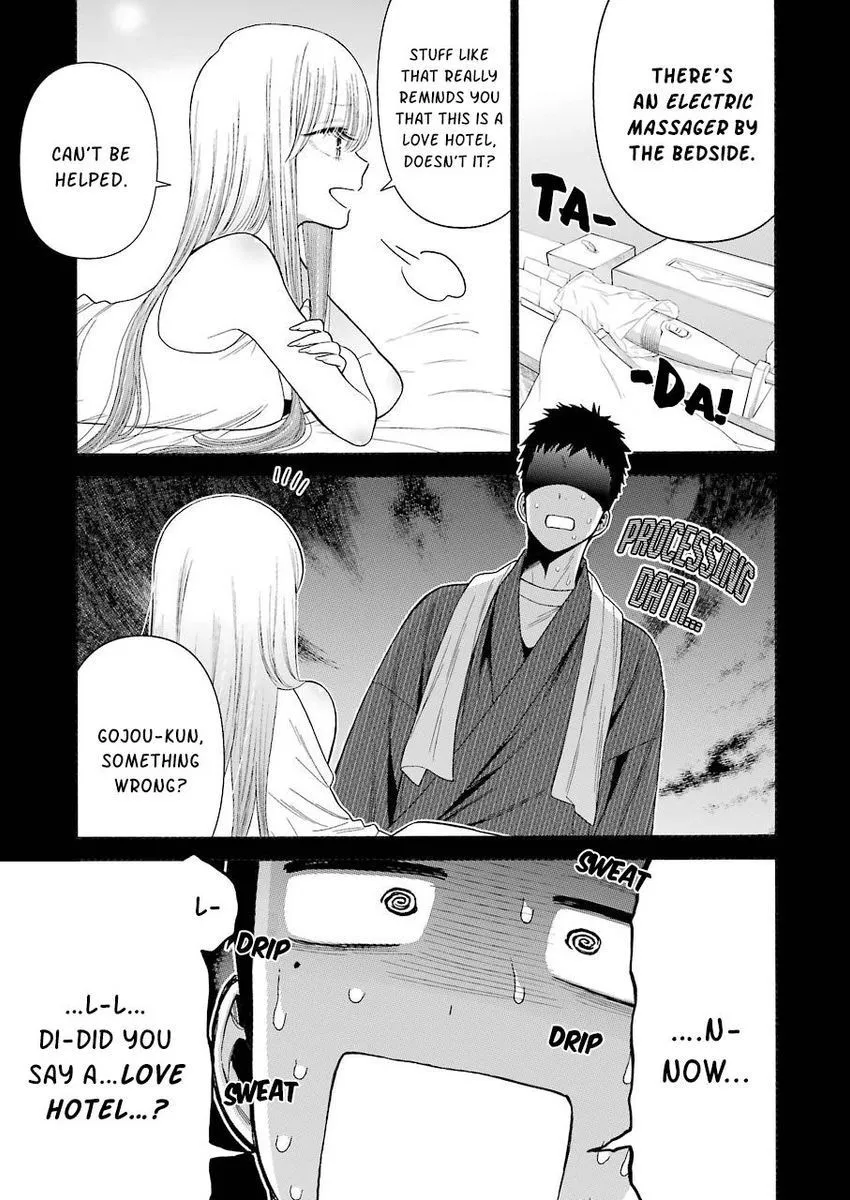 THERE'S
AN ELECTRIC
MASSAGER BY
THE BEDSIDE.
TA-
-DA!
STUFF LIKE
THAT REALLY
REMINDS YOU
THAT THIS IS A
LOVE HOTEL,
DOESN'T IT?
CAN'T BE
HELPED.
PROCESSING
DATA...
GOJOU-KUN,
SOMETHING
WRONG?
SWEAT
....N-
NOW...
DRIP
L-
DRIP
...L-L...
DI-DID YOU
SAY A...LOVE
HOTEL...?
SWEAT